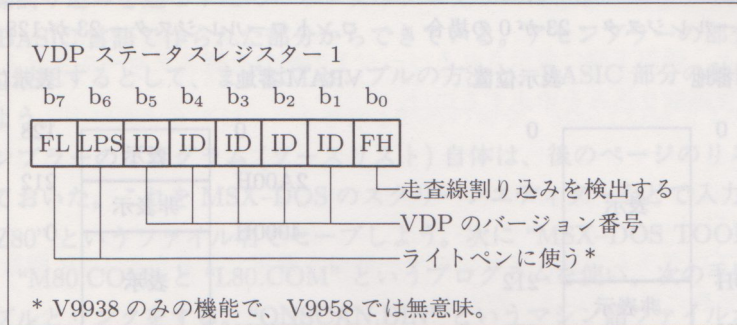 VDP ステータスレジスター 1
b7 b6 b5 b4 b3 b2 b1 b0
FL LPS ID ID ID ID ID FH
走査線割り込みを検出する
VDP のバージョン番号
ライトペンに使う*
* V9938 のみの機能で、V9958 では無意味。